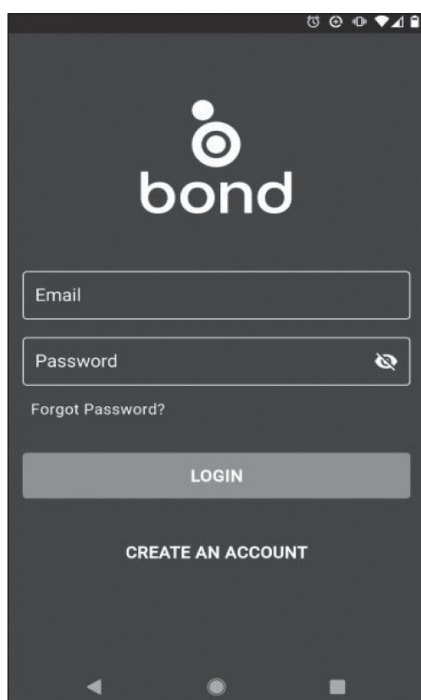 bond
Email
Password
Forgot Password?
LOGIN
CREATE AN ACCOUNT